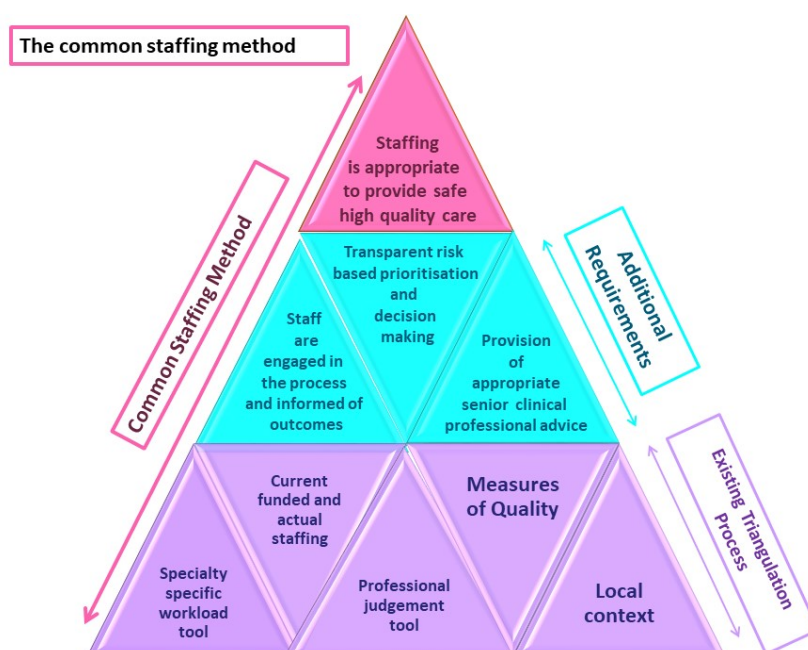 The common staffing method
Common Staffing Method
Staffing
is appropriate
to provide safe
high quality care
Transparent risk
based prioritisation
and
decision
making
Staff
are
engaged in
the process
and informed of
outcomes
Provision
of
appropriate
senior clinical
professional advice
Additional
Requirements
Current
funded and
actual
staffing
Measures
of Quality
Specialty
specific
workload
tool
Professional
judgement
tool
Local
context
Existing Triangulation
Process